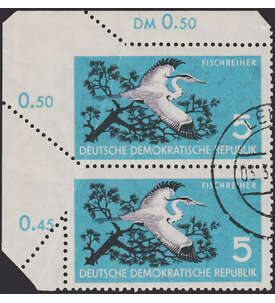 DM 0.50
0.50
FISCHREIHER
5
DEUTSCHE DEMOKRATISCHE REPUBLIK
0.45
FISCHREIHER
5
DEUTSCHE DEMOKRATISCHE REPUBLIK